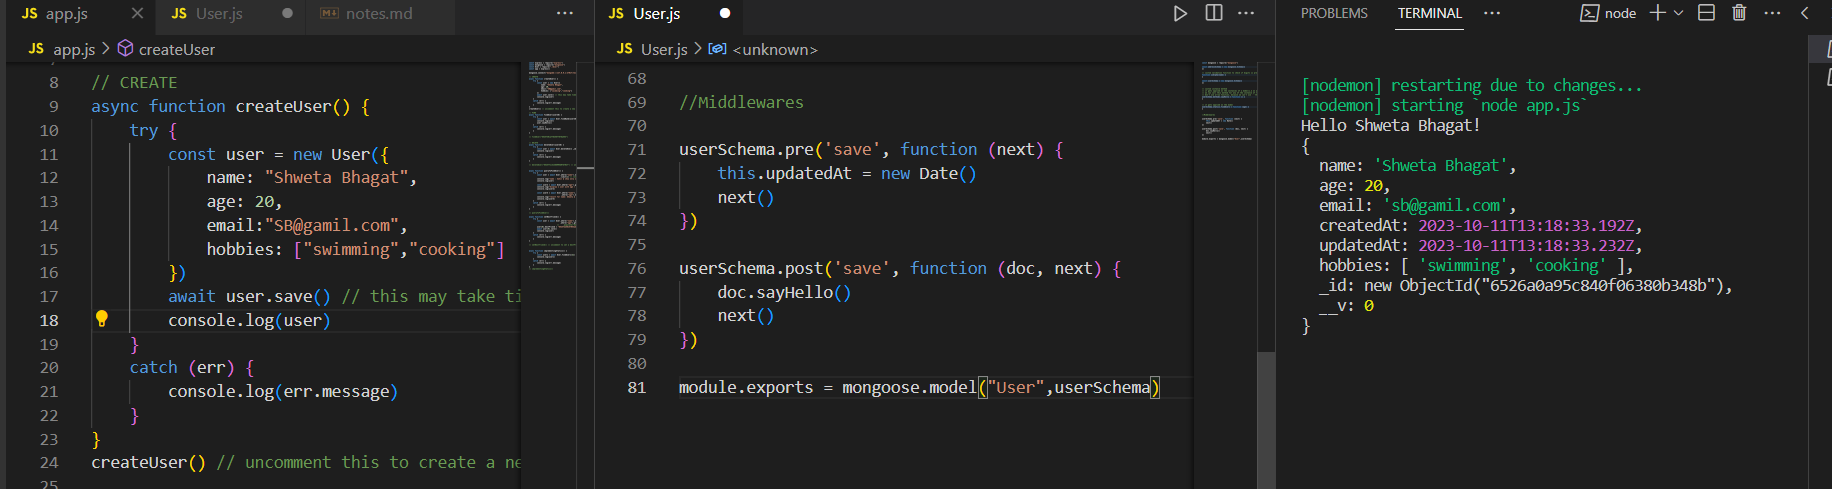 JS app.js
JS User.js
notes.md
JS app.js > createUser
8 // CREATE
9 async function createUser() {
10 try {
11 const user = new User({
12 name: "Shweta Bhagat",
13 age: 20,
14 email:"SB@gamil.com",
15 hobbies: ["swimming","cooking"]
16 })
17 await user.save() // this may take ti
18 console.log(user)
19 }
20 catch (err) {
21 console.log(err.message)
22 }
23 }
24 createUser() // uncomment this to create a ne
25
JS User.js
JS User.js > <unknown>
68
69 //Middlewares
70
71 userSchema.pre('save', function (next) {
72 this.updatedAt = new Date()
73 next()
74 })
75
76 userSchema.post('save', function (doc, next) {
77 doc.sayHello()
78 next()
79 })
80
81 module.exports = mongoose.model("User",userSchema)
PROBLEMS TERMINAL ... node
[nodemon] restarting due to changes...
[nodemon] starting `node app.js`
Hello Shweta Bhagat!
{
name: 'Shweta Bhagat',
age: 20,
email: 'sb@gamil.com',
createdAt: 2023-10-11T13:18:33.192Z,
updatedAt: 2023-10-11T13:18:33.232Z,
hobbies: [ 'swimming', 'cooking' ],
_id: new ObjectId("6526a0a95c840f06380b348b"),
__v: 0
}